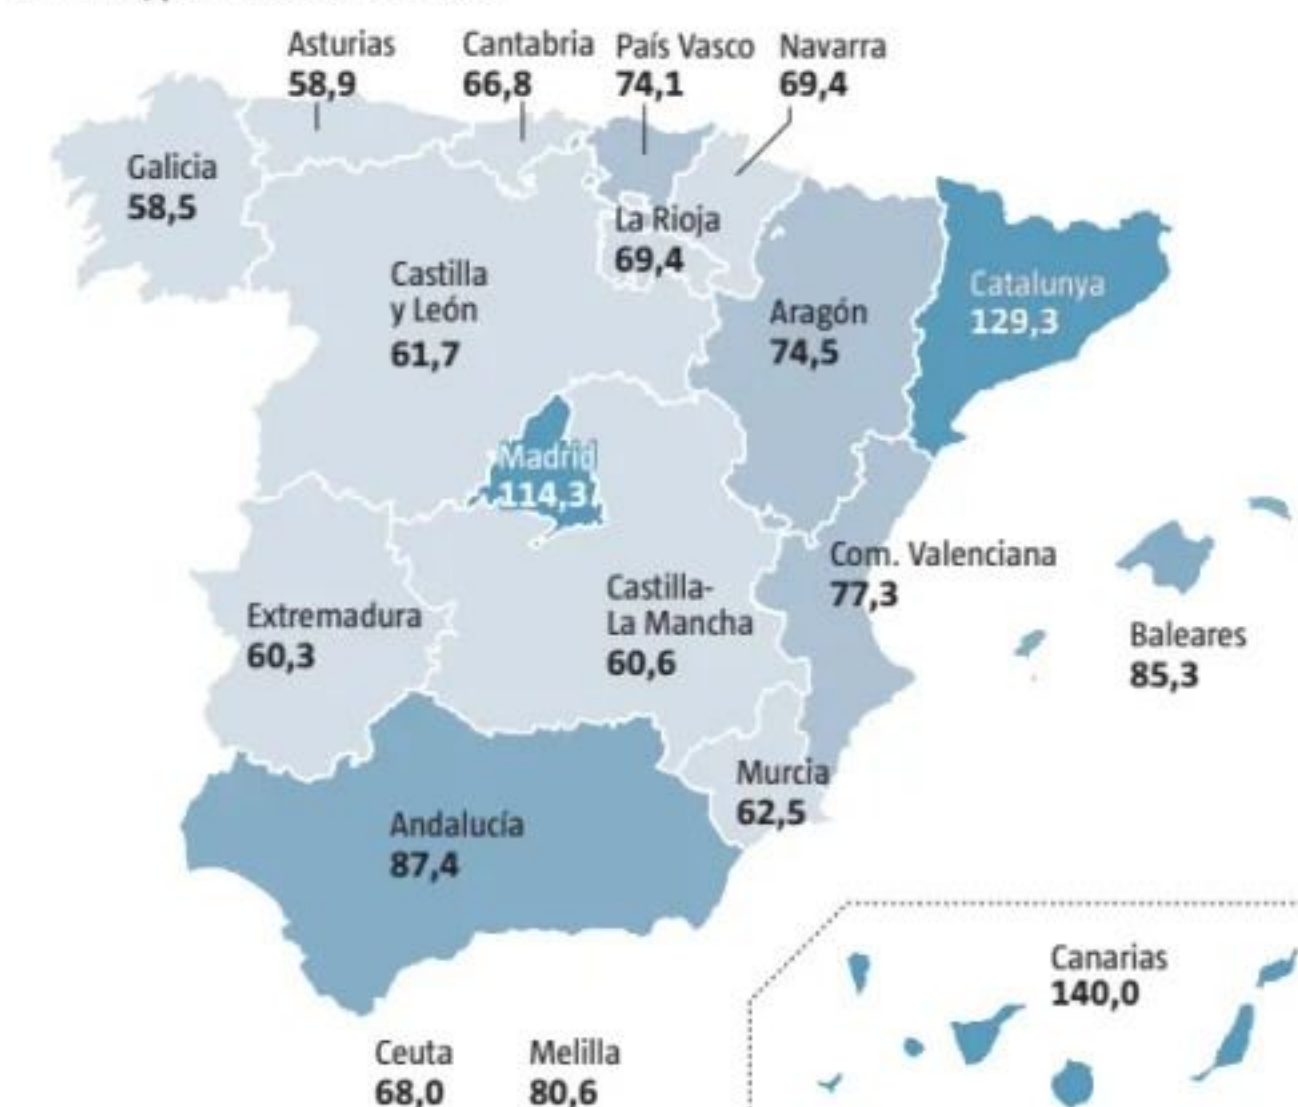 Asturias
58,9
Cantabria
66,8
País Vasco
74,1
Navarra
69,4
Galicia
58,5
La Rioja
69,4
Castilla
y León
61,7
Aragón
74,5
Catalunya
129,3
Madrid
114,3
Com. Valenciana
77,3
Castilla-
La Mancha
60,6
Extremadura
60,3
Baleares
85,3
Murcia
62,5
Andalucía
87,4
Canarias
140,0
Ceuta
68,0
Melilla
80,6